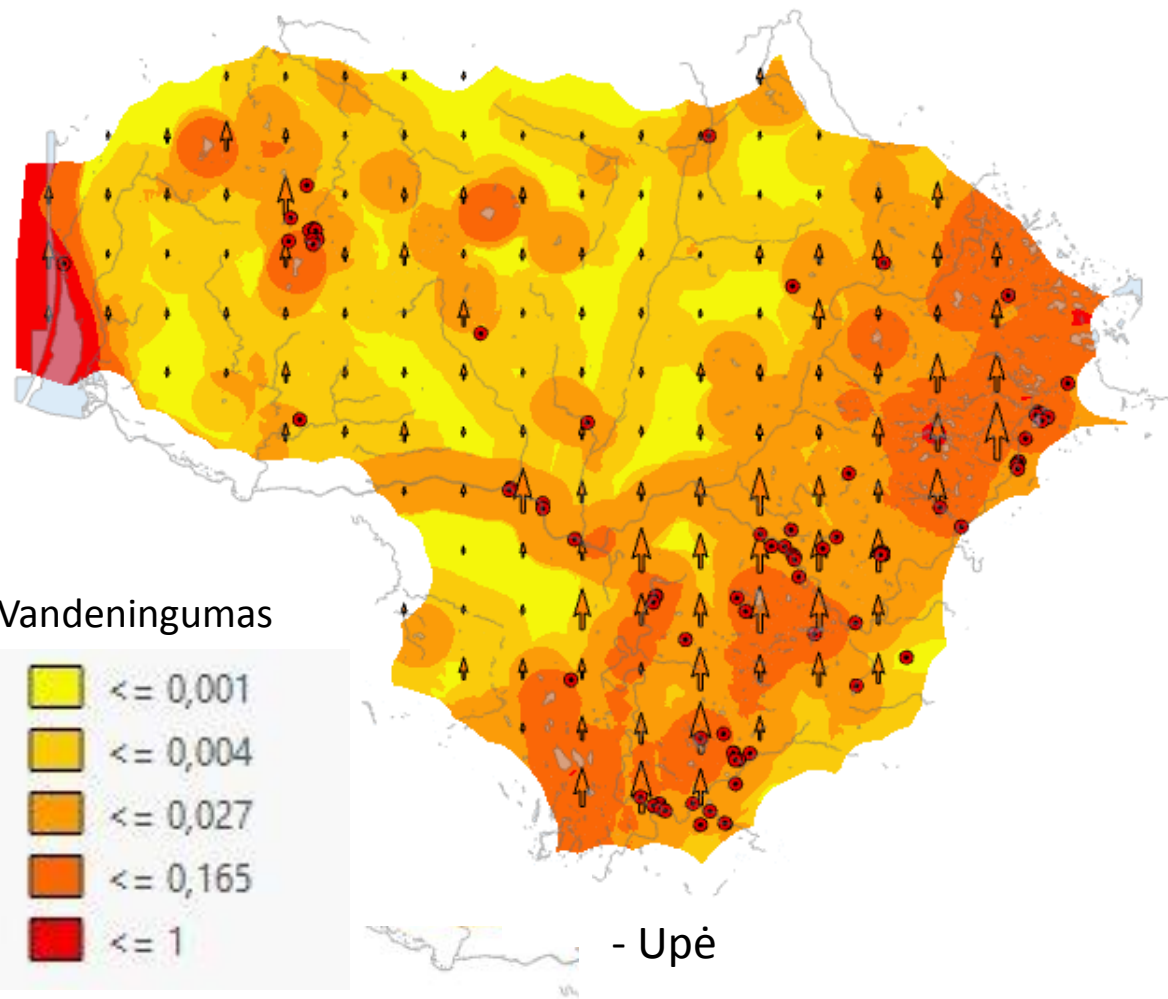 Vandeningumas
<= 0,001
<= 0,004
<= 0,027
<= 0,165
<= 1
- Upė